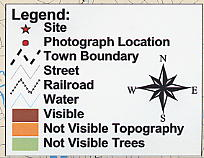 Legend:
Site
Photograph Location
Town Boundary
Street
Railroad
Water
Visible
Not Visible Topography
Not Visible Trees
N
W E
S